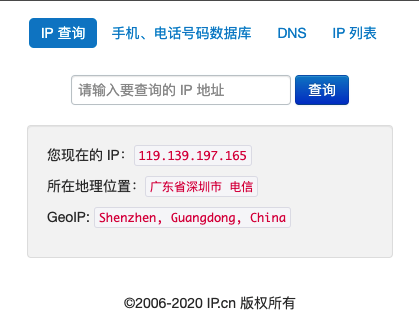 IP 查询 手机、电话号码数据库 DNS IP 列表
请输入要查询的 IP 地址 查询
您现在的 IP: 119.139.197.165
所在地理位置: 广东省深圳市 电信
GeoIP: Shenzhen, Guangdong, China
©2006-2020 IP.cn 版权所有